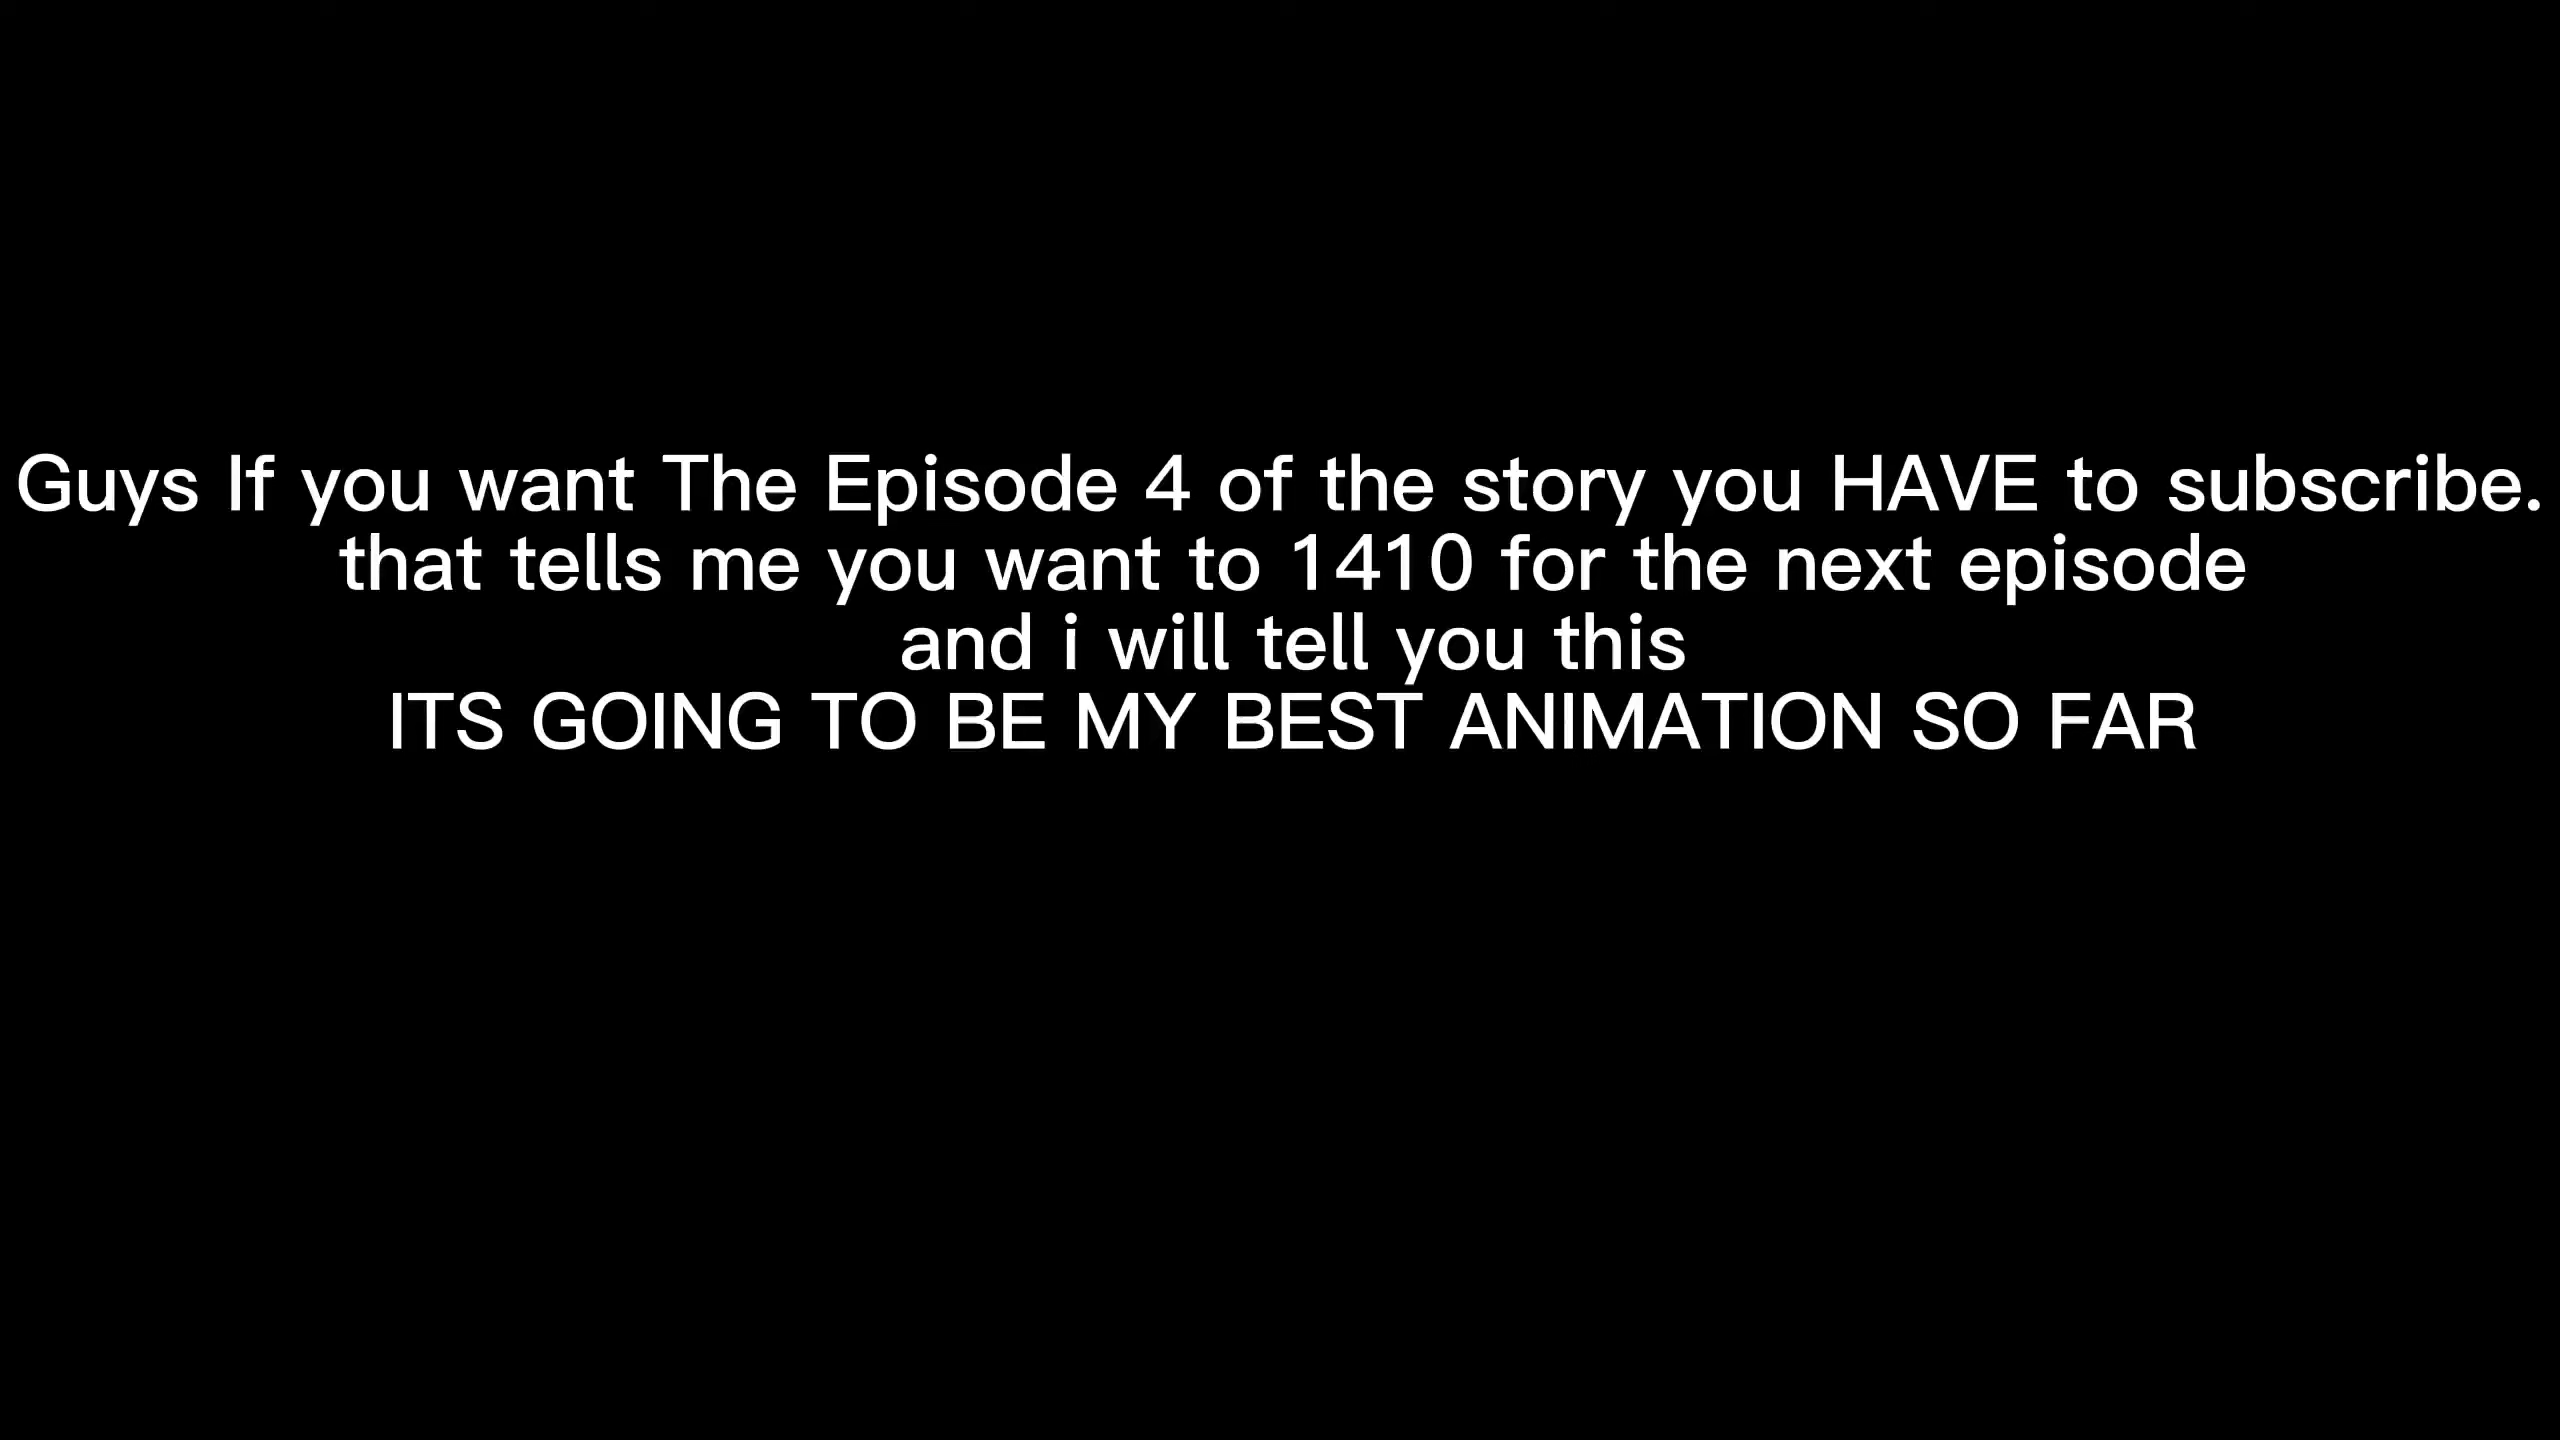 Guys If you want The Episode 4 of the story you HAVE to subscribe.
that tells me you want to 1410 for the next episode
and i will tell you this
ITS GOING TO BE MY BEST ANIMATION SO FAR